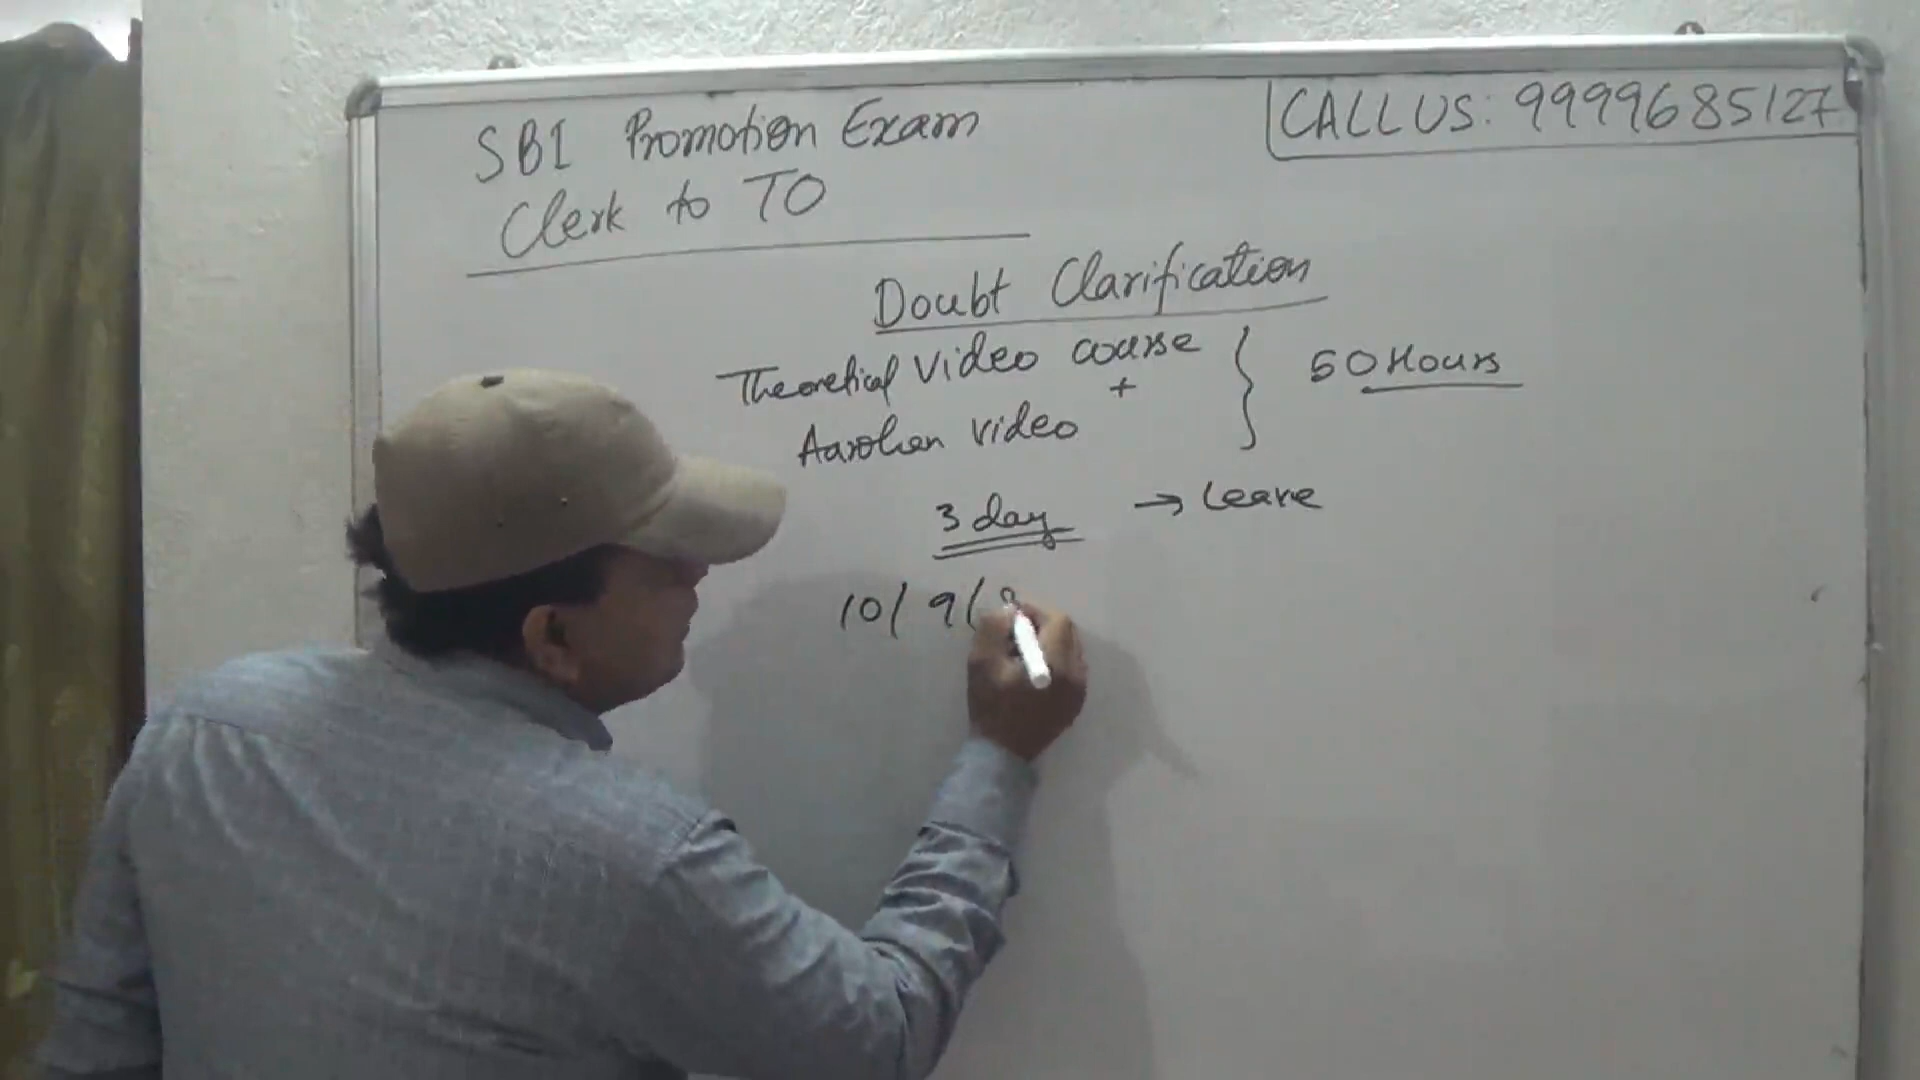 SBI Promotion Exam
CALL US: 9999685127
Clerk to TO
Doubt Clarification
Theoretical Video course
+
Aarohan video
} 50 Hours
3 day → Leave
10/ 9/ 8